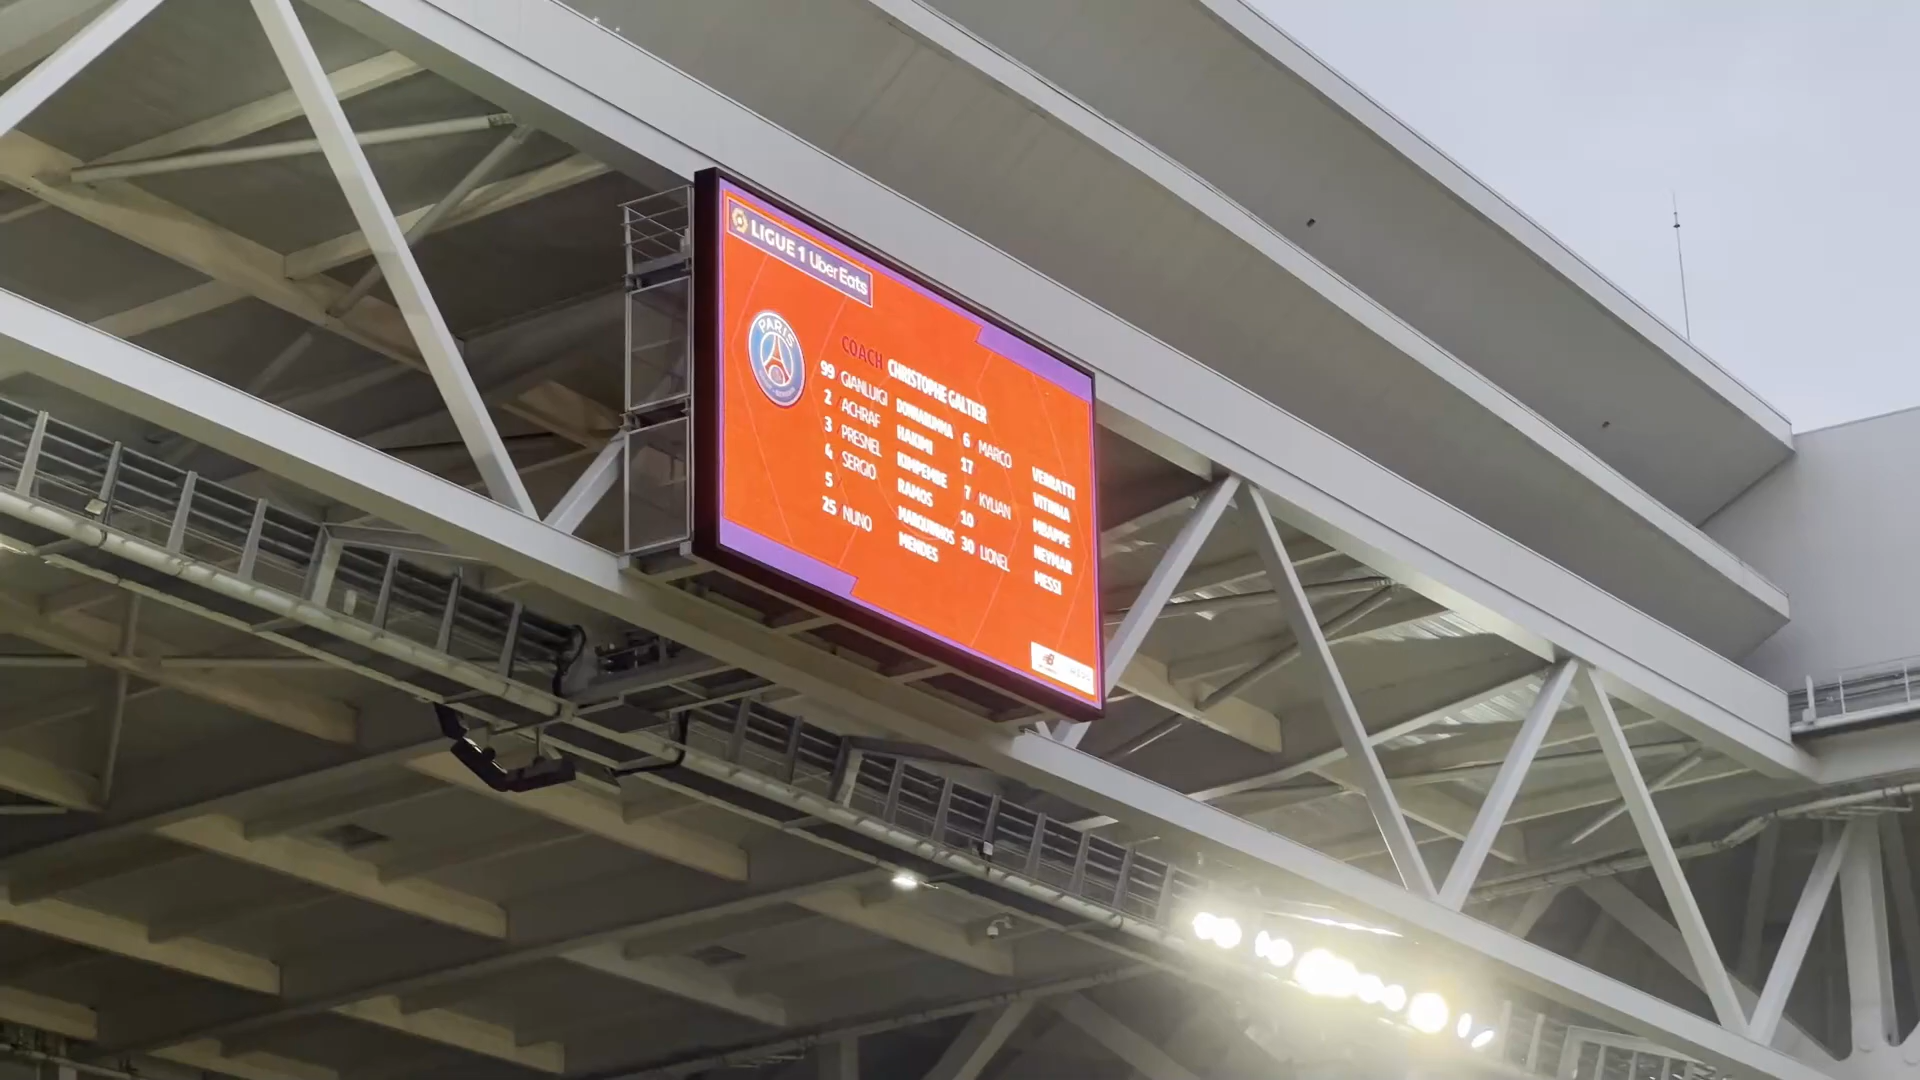 LIGUE 1 Uber Eats
PARIS
COACH CHRISTOPHE GALTIER
99 GIANLUIGI DONNARUMMA
2 ACHRAF HAKIMI
3 PRESNEL KIMPEMBE
4 SERGIO RAMOS
5 MARQUINHOS
25 NUNO MENDES
6 MARCO VERRATTI
17 VITINHA
7 KYLIAN MBAPPE
10 NEYMAR
30 LIONEL MESSI